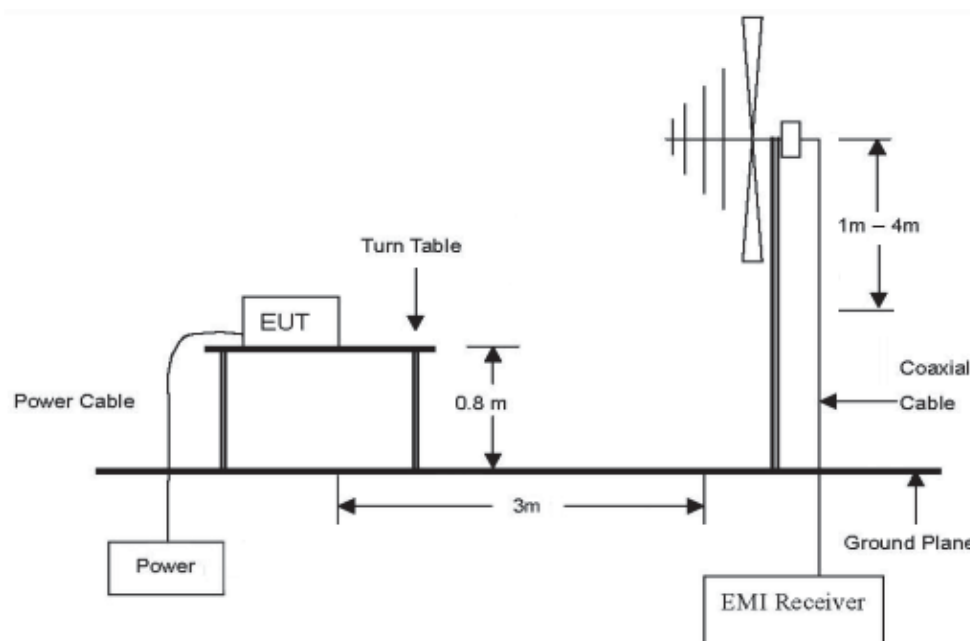 1m – 4m
Turn Table
EUT
Coaxial
Cable
Power Cable
0.8 m
3m
Ground Plane
Power
EMI Receiver